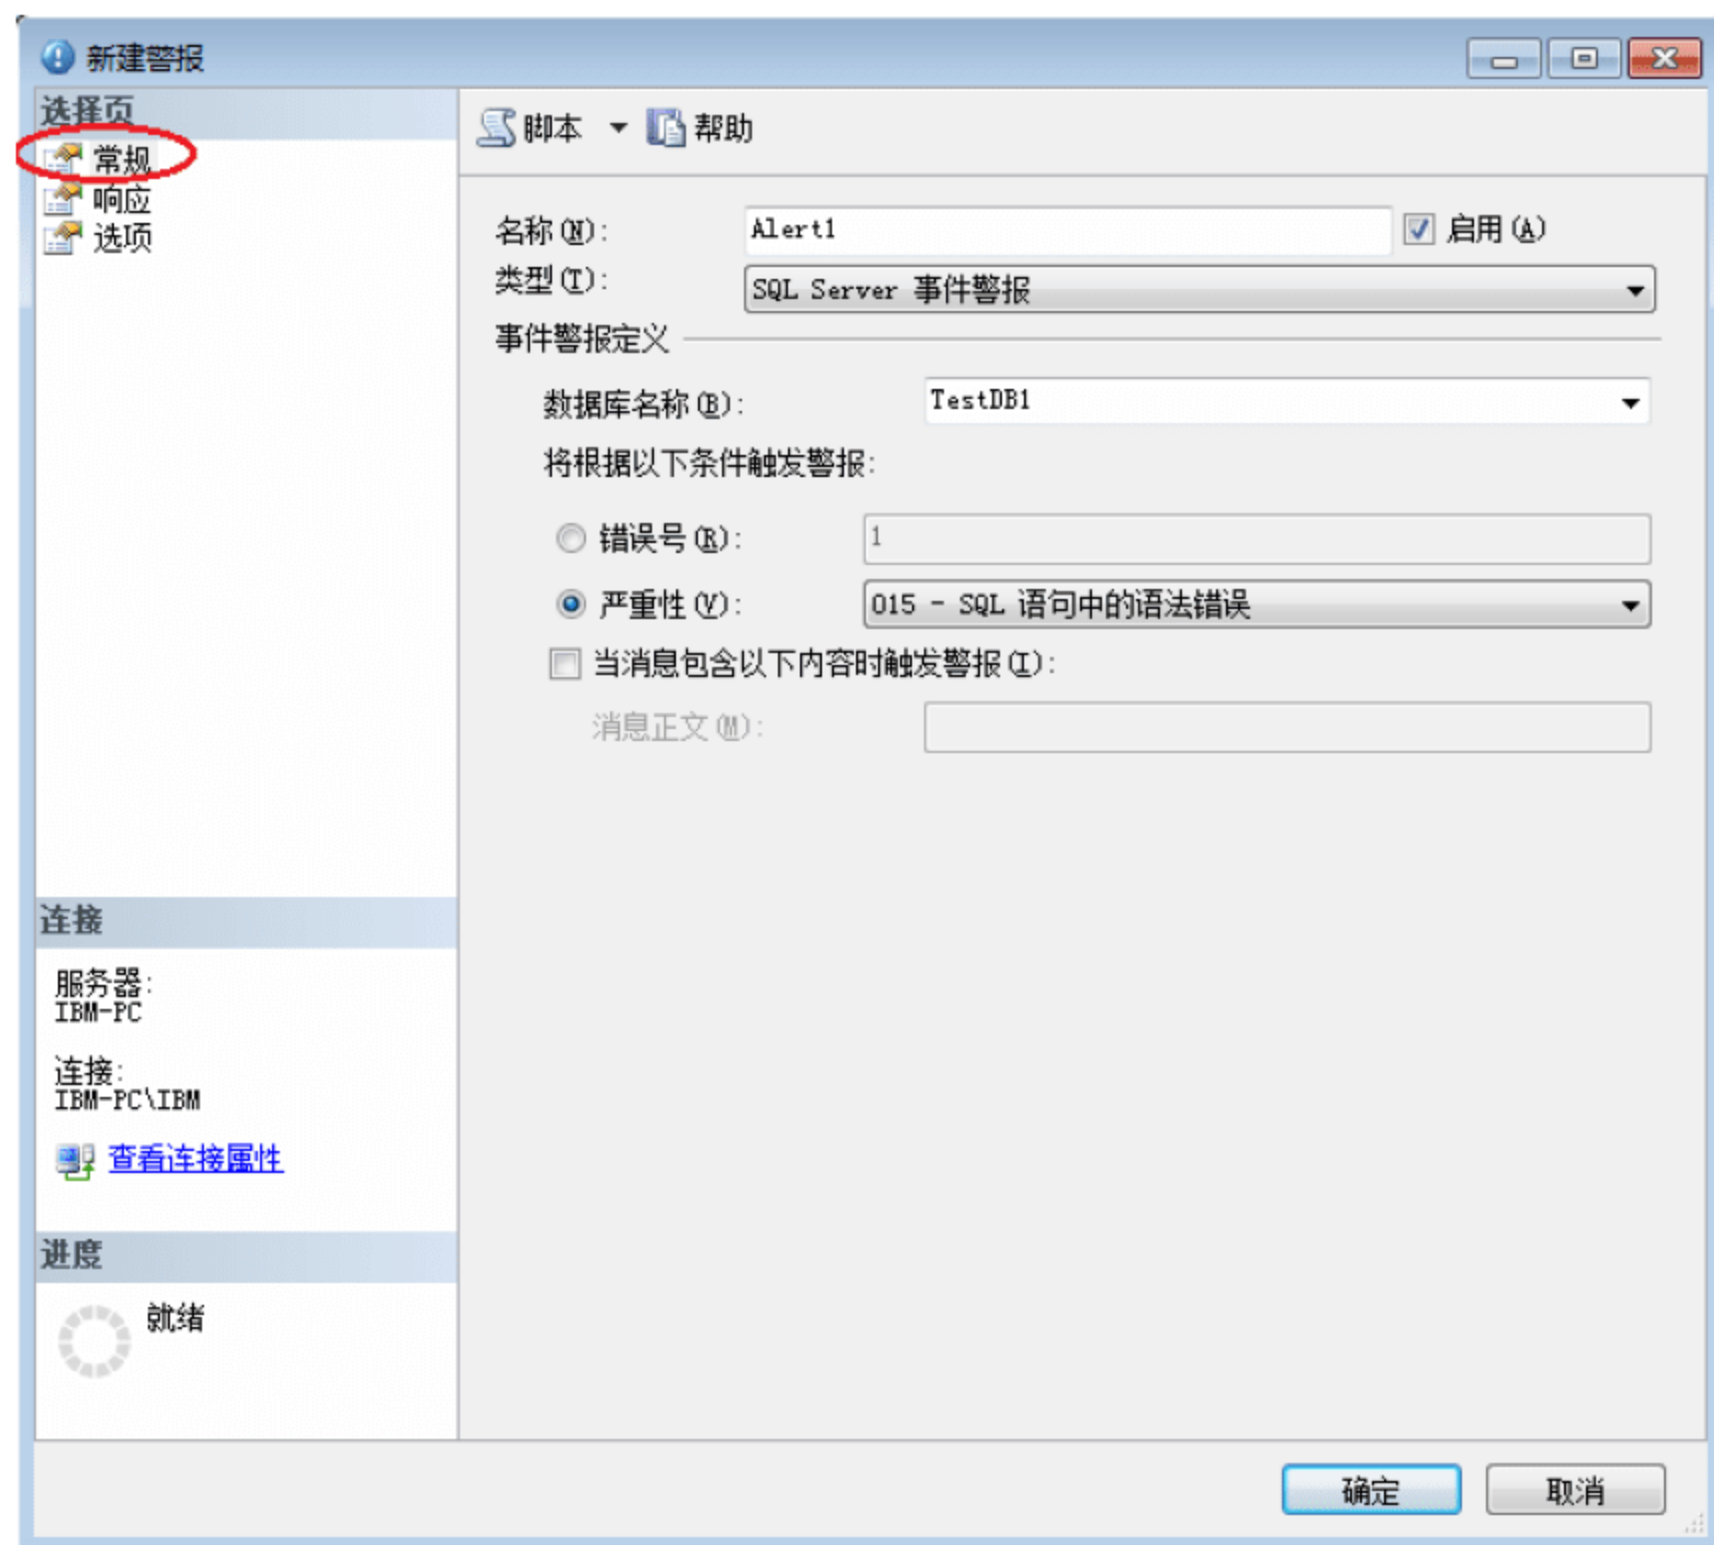 新建警报
选择页
常规
响应
选项
脚本 帮助
名称(N): Alert1 启用(A)
类型(T): SQL Server 事件警报
事件警报定义
数据库名称(B): TestDB1
将根据以下条件触发警报:
错误号(R): 1
严重性(V): 015 - SQL 语句中的语法错误
当消息包含以下内容时触发警报(I):
消息正文(M):
连接
服务器:
IBM-PC
连接:
IBM-PC\IBM
查看连接属性
进度
就绪
确定 取消